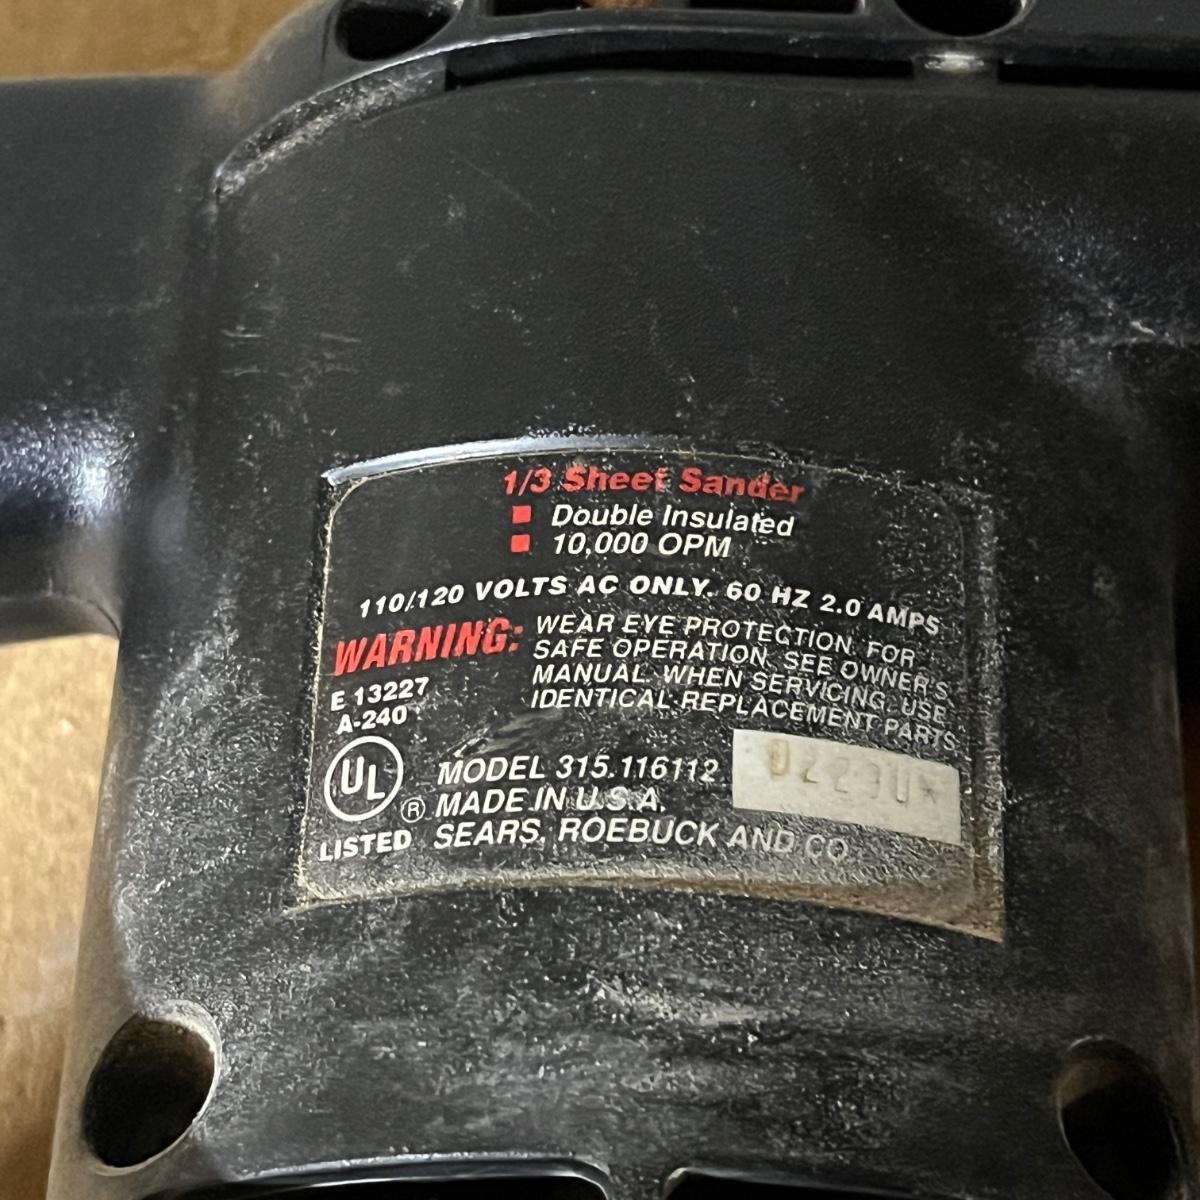 1/3 Sheet Sander
■ Double Insulated
■ 10,000 OPM
110/120 VOLTS AC ONLY. 60 HZ 2.0 AMPS
WARNING: WEAR EYE PROTECTION. FOR
SAFE OPERATION SEE OWNER'S
MANUAL. WHEN SERVICING, USE
IDENTICAL REPLACEMENT PARTS
E 13227
A-240
UL ®
LISTED
MODEL 315.116112
MADE IN U.S.A.
SEARS, ROEBUCK AND CO